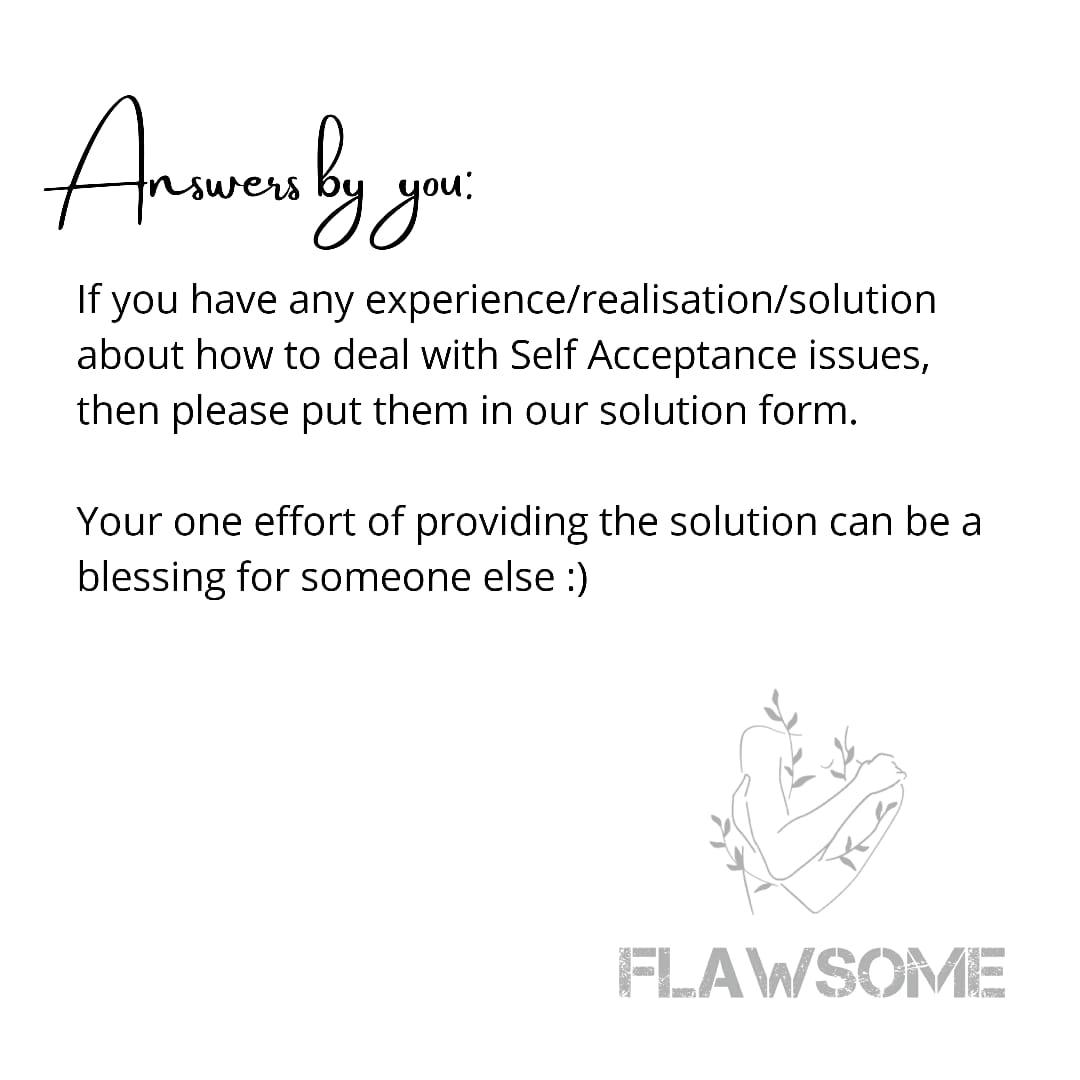 Answers by you:
If you have any experience/realisation/solution
about how to deal with Self Acceptance issues,
then please put them in our solution form.
Your one effort of providing the solution can be a
blessing for someone else :)
FLAWSOME